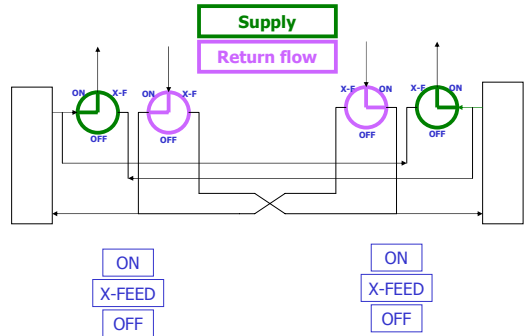 Supply
Return flow
ON X-F
OFF
ON X-F
OFF
X-F ON
OFF
X-F ON
OFF
ON
X-FEED
OFF
ON
X-FEED
OFF